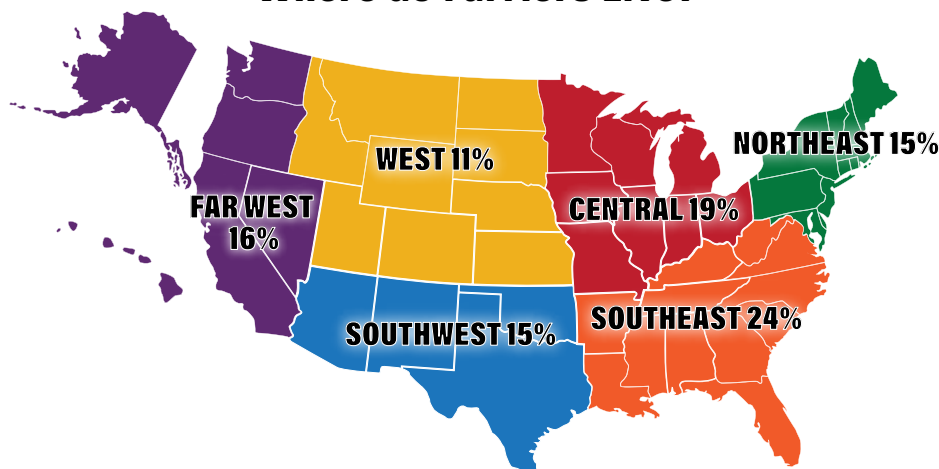 WEST 11%
NORTHEAST 15%
FAR WEST
16%
CENTRAL 19%
SOUTHWEST 15%
SOUTHEAST 24%